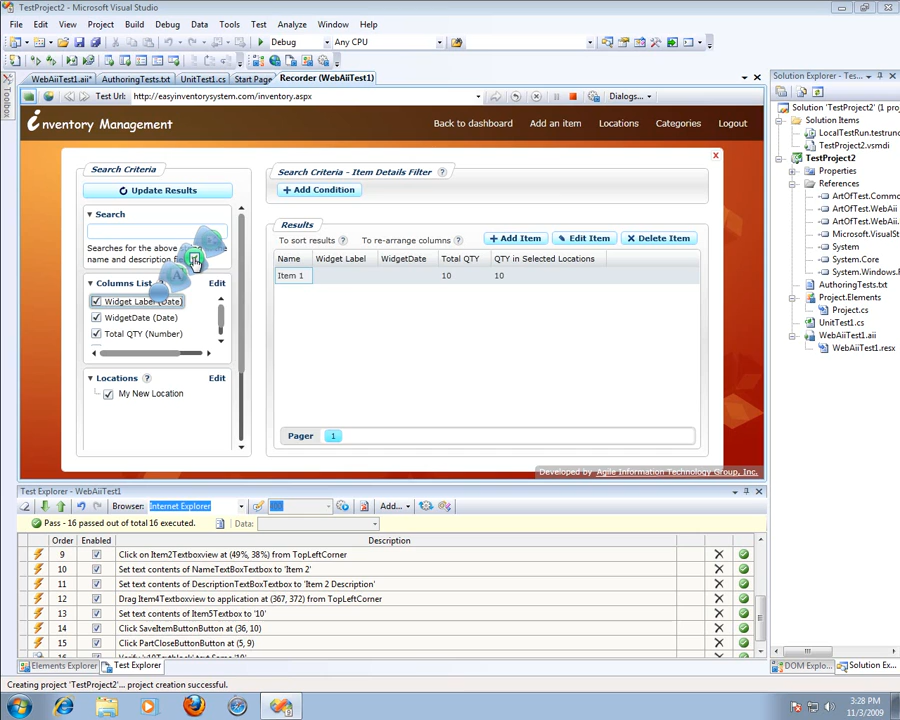 TestProject2 - Microsoft Visual Studio
File Edit View Project Build Debug Data Tools Test Analyze Window Help
Debug Any CPU
WebAiiTest1.aii* AuthoringTests.txt UnitTest1.cs Start Page Recorder (WebAiiTest1)
Test Url: http://easyinventorysystem.com/inventory.aspx Dialogs...
Toolbox
inventory Management Back to dashboard Add an item Locations Categories Logout
Search Criteria
Update Results
Search
Searches for the above
name and description
Columns List Edit
Widget Label (Date)
WidgetDate (Date)
Total QTY (Number)
Locations ? Edit
My New Location
Search Criteria - Item Details Filter ?
Add Condition
Results
To sort results ? To re-arrange columns ? Add Item Edit Item Delete Item
Name Widget Label WidgetDate Total QTY QTY in Selected Locations
Item 1 10 10
Pager 1
Developed by Agile Information Technology Group, Inc.
Solution Explorer - Tes...
Solution 'TestProject2' (1 proj
Solution Items
LocalTestRun.testrunc
TestProject2.vsmdi
TestProject2
Properties
References
ArtOfTest.Commo
ArtOfTest.WebAii
ArtOfTest.WebAii.
Microsoft.VisualSt
System
System.Core
System.Windows.F
AuthoringTests.txt
Project.Elements
Project.cs
UnitTest1.cs
WebAiiTest1.aii
WebAiiTest1.resx
DOM Explo... Solution Ex...
Test Explorer - WebAiiTest1
Browser: Internet Explorer Add...
Pass - 16 passed out of total 16 executed. Data:
Order Enabled Description
9 Click on Item2Textboxview at (49%, 38%) from TopLeftCorner
10 Set text contents of NameTextBoxTextbox to 'Item 2'
11 Set text contents of DescriptionTextBoxTextbox to 'Item 2 Description'
12 Drag Item4Textboxview to application at (367, 372) from TopLeftCorner
13 Set text contents of Item5Textbox to '10'
14 Click SaveItemButtonButton at (36, 10)
15 Click PartCloseButtonButton at (5, 9)
Elements Explorer Test Explorer
Creating project 'TestProject2'... project creation successful.
3:28 PM
11/3/2009